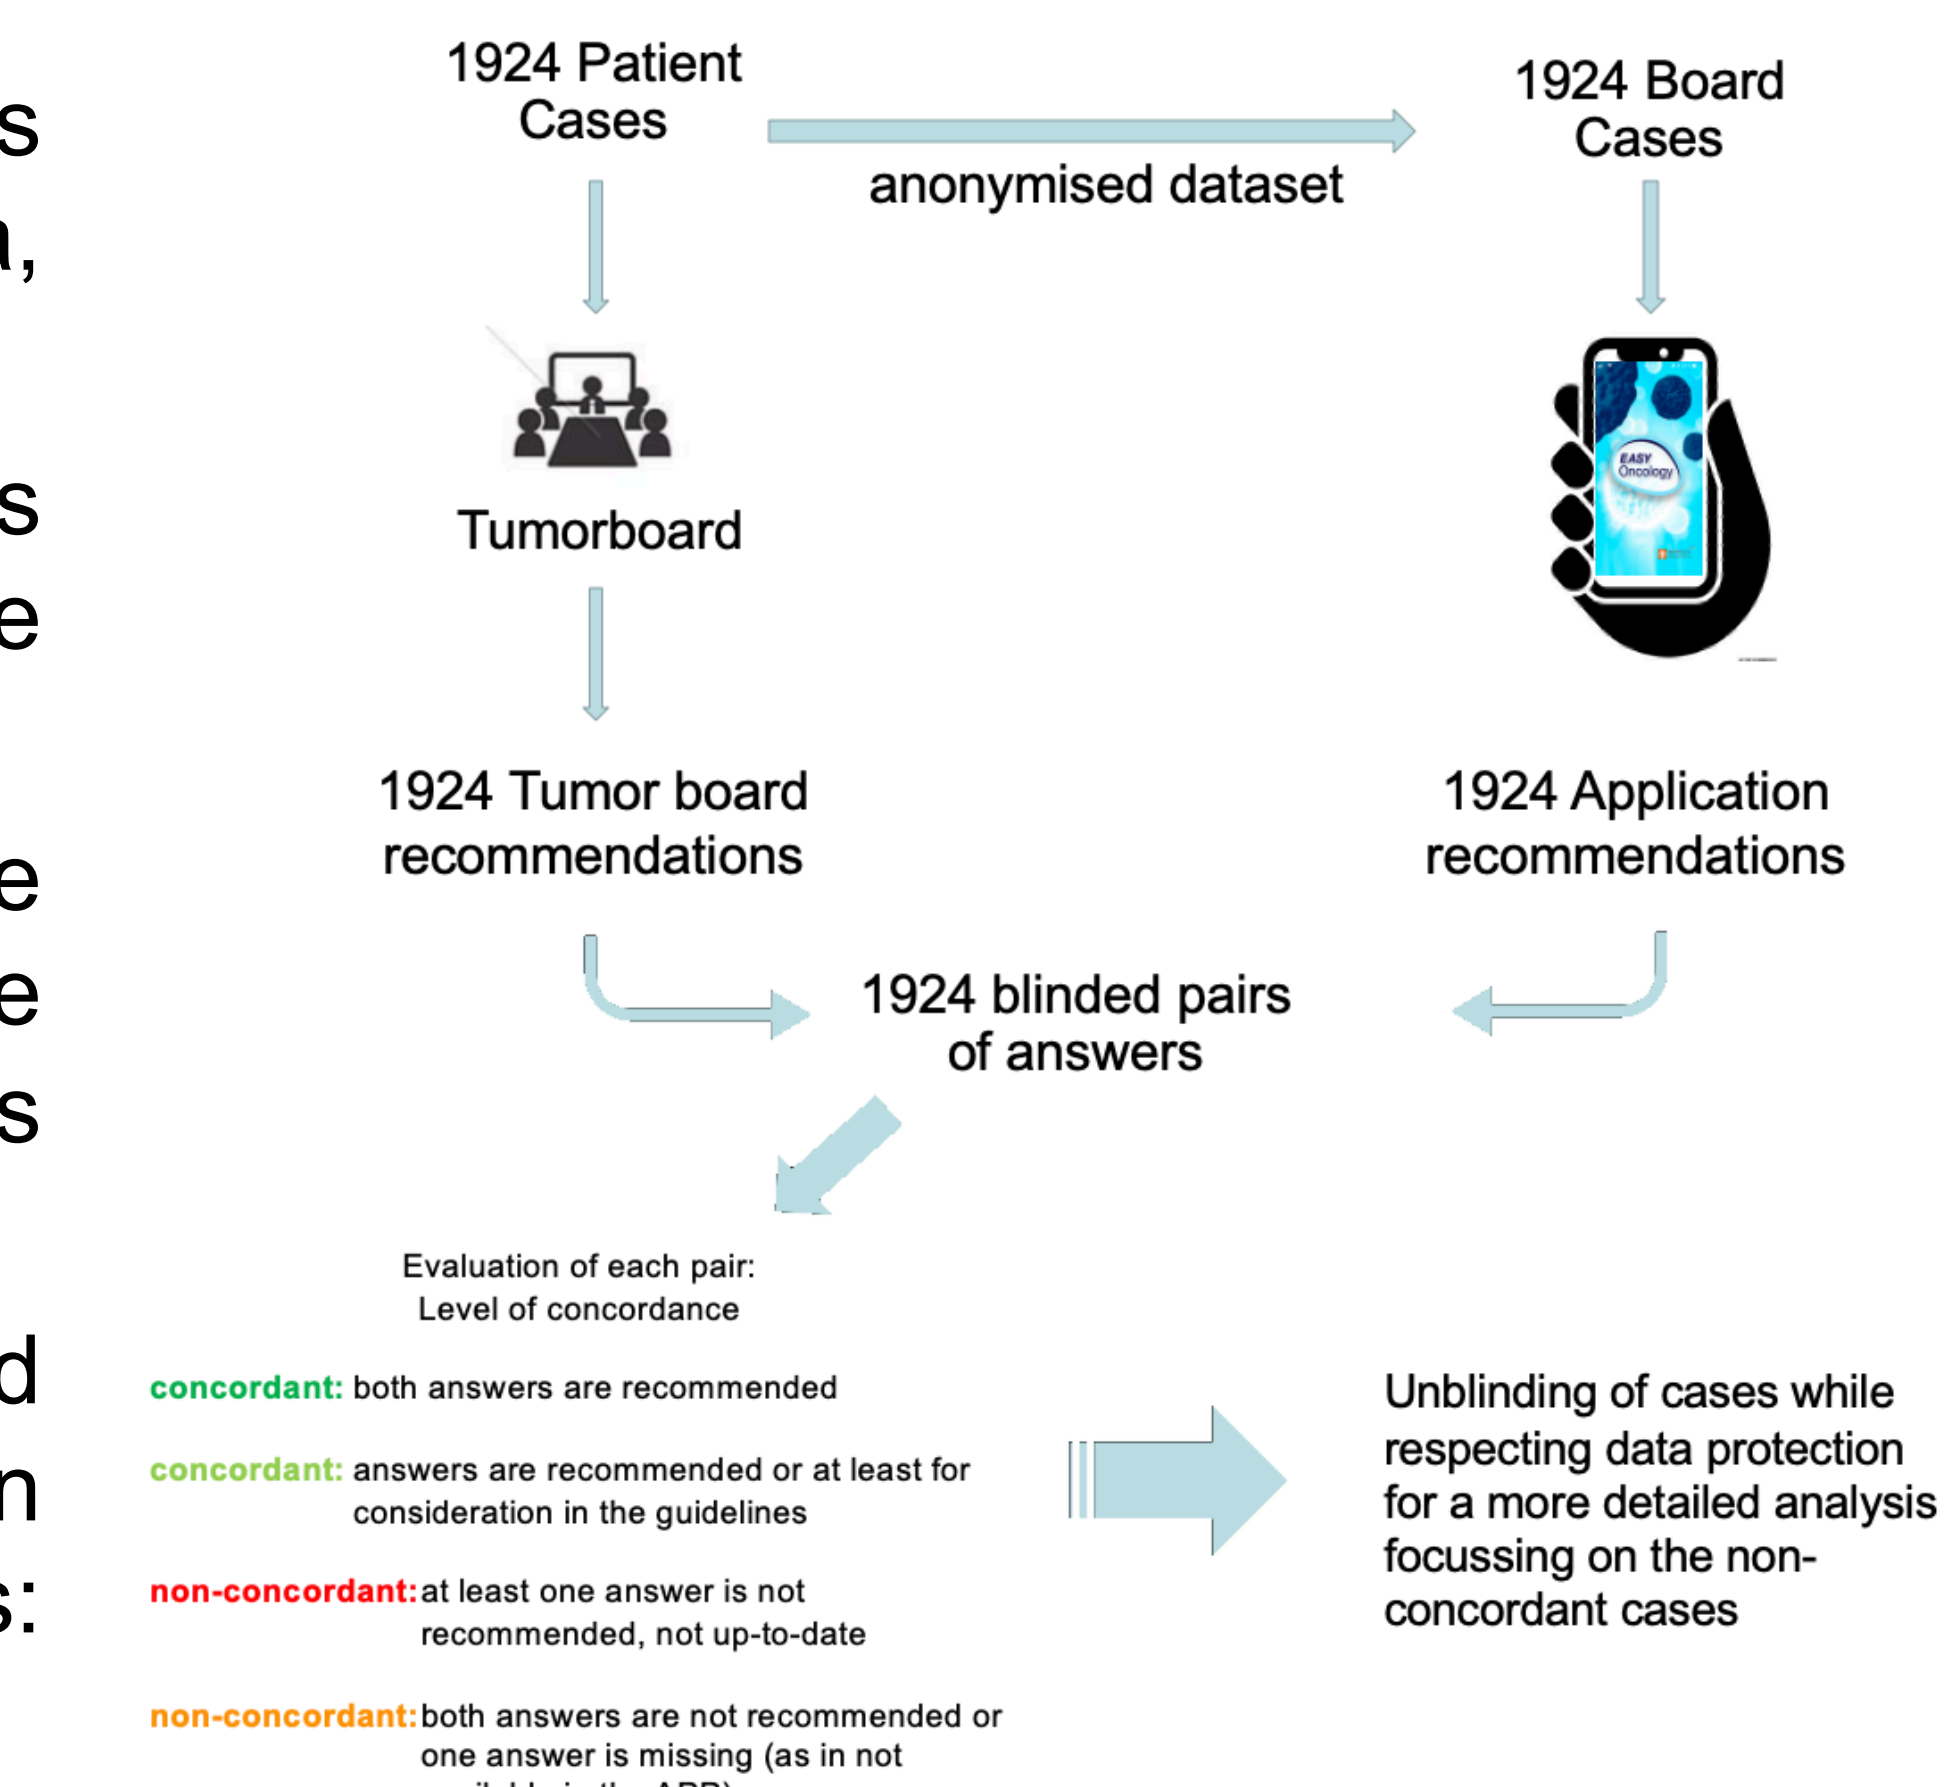 1924 Patient
Cases
1924 Board
Cases
anonymised dataset
EASY
Oncology
Tumorboard
1924 Tumor board
recommendations
1924 Application
recommendations
1924 blinded pairs
of answers
Evaluation of each pair:
Level of concordance
concordant: both answers are recommended
concordant: answers are recommended or at least for
consideration in the guidelines
non-concordant: at least one answer is not
recommended, not up-to-date
non-concordant: both answers are not recommended or
one answer is missing (as in not
Unblinding of cases while
respecting data protection
for a more detailed analysis
focussing on the non-
concordant cases
s
a,
s
e
e
e
s
d
n
s: